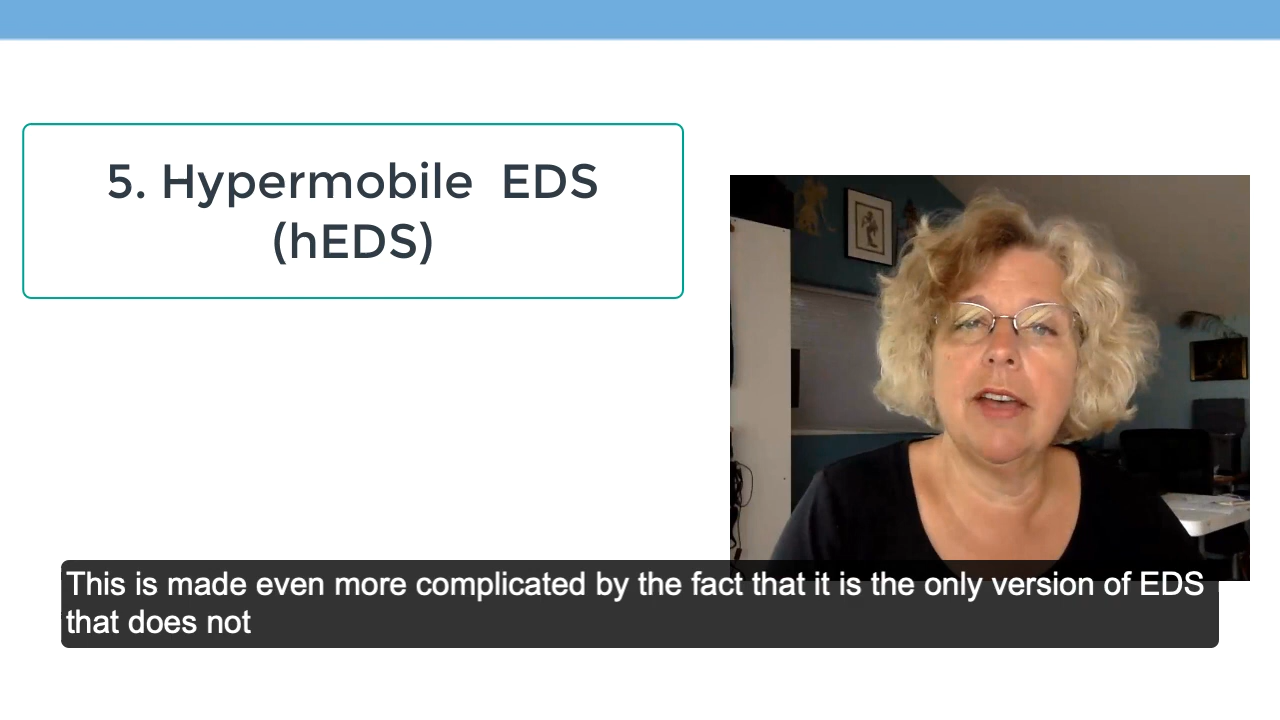 5. Hypermobile EDS
(hEDS)
This is made even more complicated by the fact that it is the only version of EDS
that does not